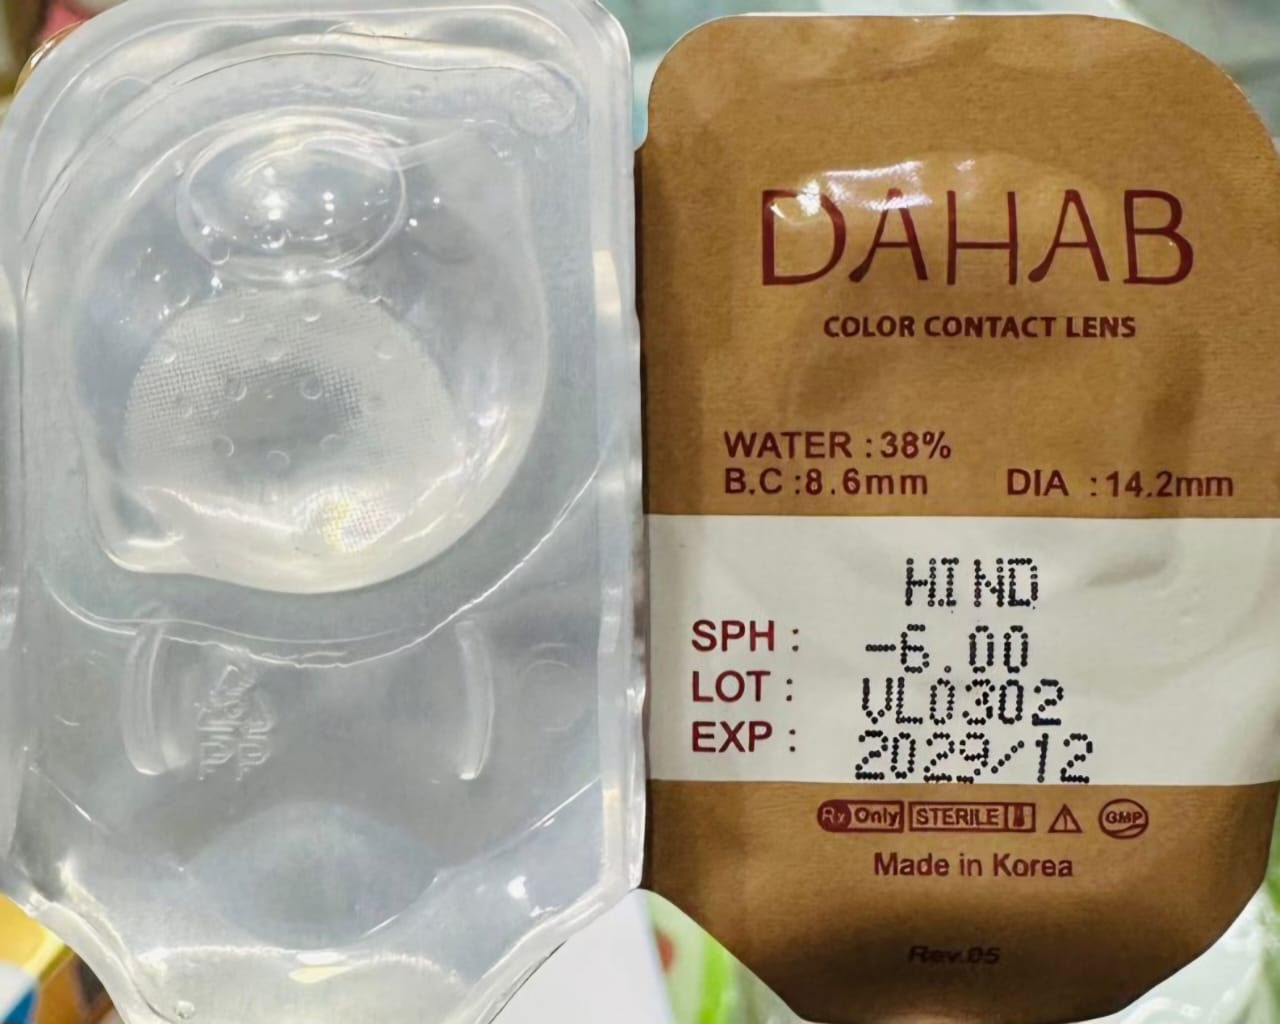 DAHAB
COLOR CONTACT LENS
WATER : 38%
B.C : 8.6mm DIA : 14.2mm
HIND
SPH : -6.00
LOT : VL0302
EXP : 2029/12
Rx Only STERILE GMP
Made in Korea
Rev.05